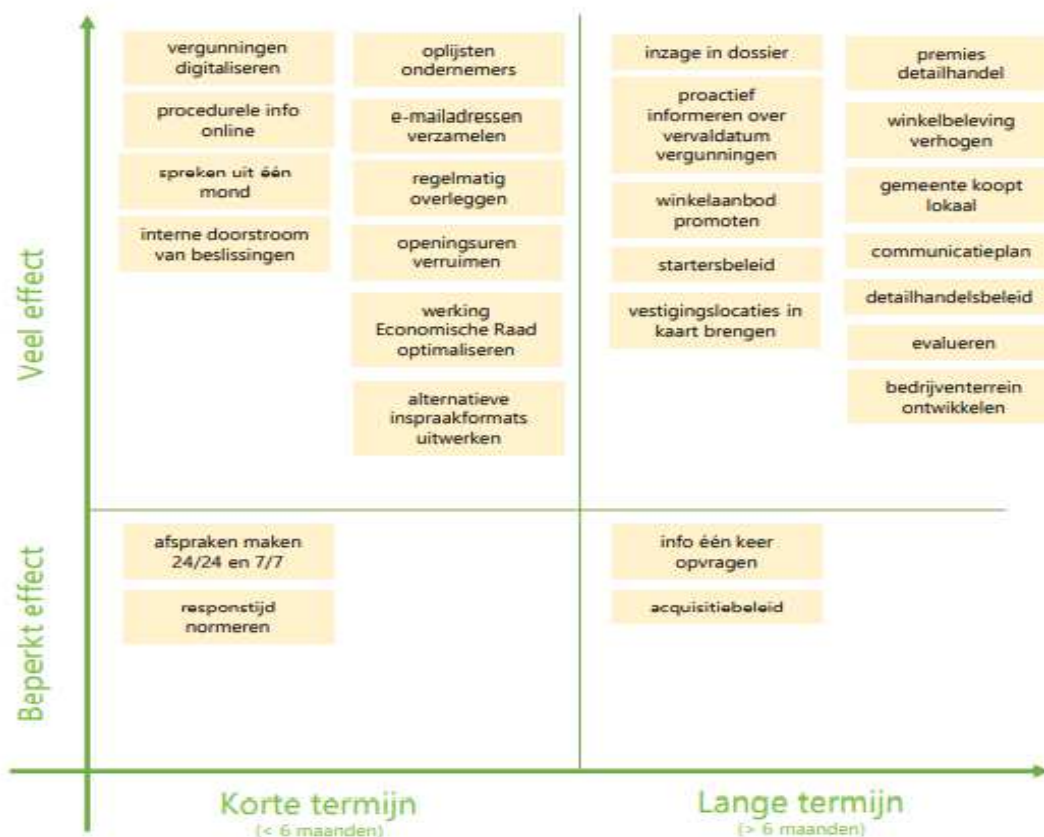 vergunningen
digitaliseren
procedurele info
online
spreken uit één
mond
interne doorstroom
van beslissingen
oplijsten
ondernemers
e-mailadressen
verzamelen
regelmatig
overleggen
openingsuren
verruimen
werking
Economische Raad
optimaliseren
alternatieve
inspraakformats
uitwerken
inzage in dossier
proactief
informeren over
vervaldatum
vergunningen
winkelaanbod
promoten
startersbeleid
vestigingslocaties in
kaart brengen
premies
detailhandel
winkelbeleving
verhogen
gemeente koopt
lokaal
communicatieplan
detailhandelsbeleid
evalueren
bedrijventerrein
ontwikkelen
Veel effect
afspraken maken
24/24 en 7/7
responstijd
normeren
info één keer
opvragen
acquisitiebeleid
Beperkt effect
Korte termijn
(< 6 maanden)
Lange termijn
(> 6 maanden)